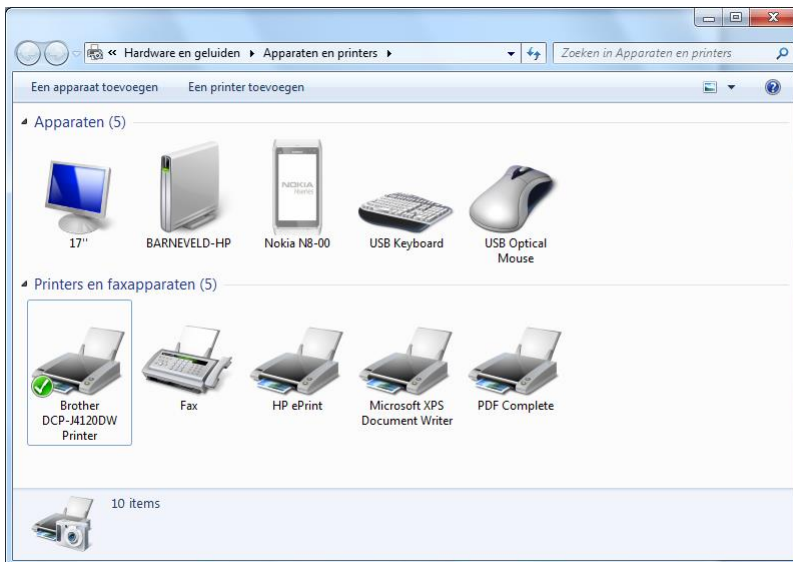 « Hardware en geluiden ▸ Apparaten en printers ▸
Zoeken in Apparaten en printers
Een apparaat toevoegen
Een printer toevoegen
Apparaten (5)
NOKIA
17"
BARNEVELD-HP
Nokia N8-00
USB Keyboard
USB Optical
Mouse
Printers en faxapparaten (5)
Brother
DCP-J4120DW
Printer
Fax
HP ePrint
Microsoft XPS
Document Writer
PDF Complete
10 items